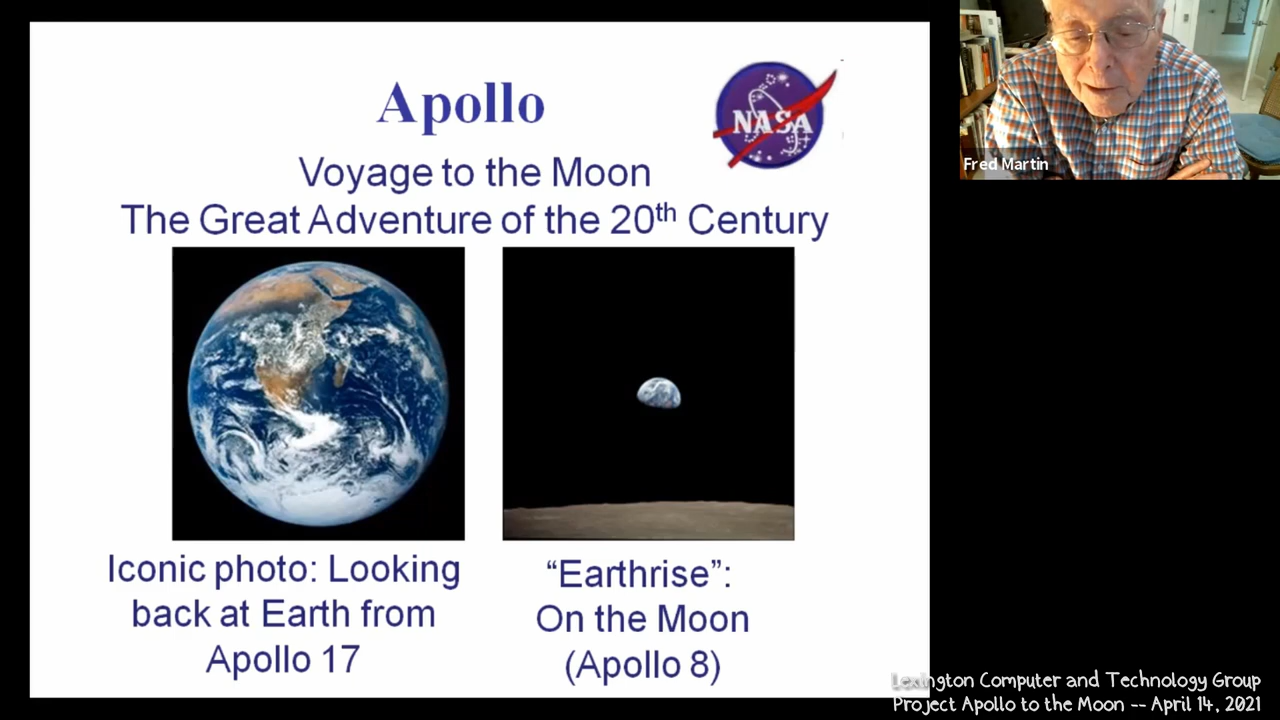 Apollo
NASA
Voyage to the Moon
The Great Adventure of the 20th Century
Iconic photo: Looking
back at Earth from
Apollo 17
“Earthrise”:
On the Moon
(Apollo 8)
Fred Martin
Lexington Computer and Technology Group
Project Apollo to the Moon -- April 14, 2021